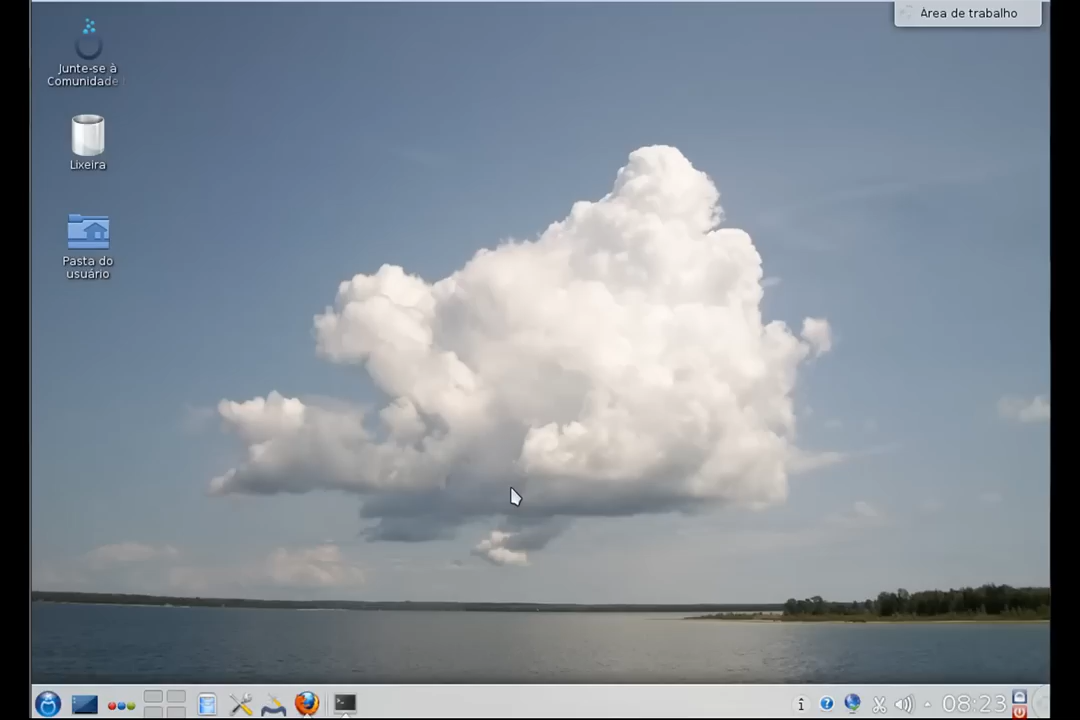 Área de trabalho
Junte-se à
Comunidade
Lixeira
Pasta do
usuário
08:23